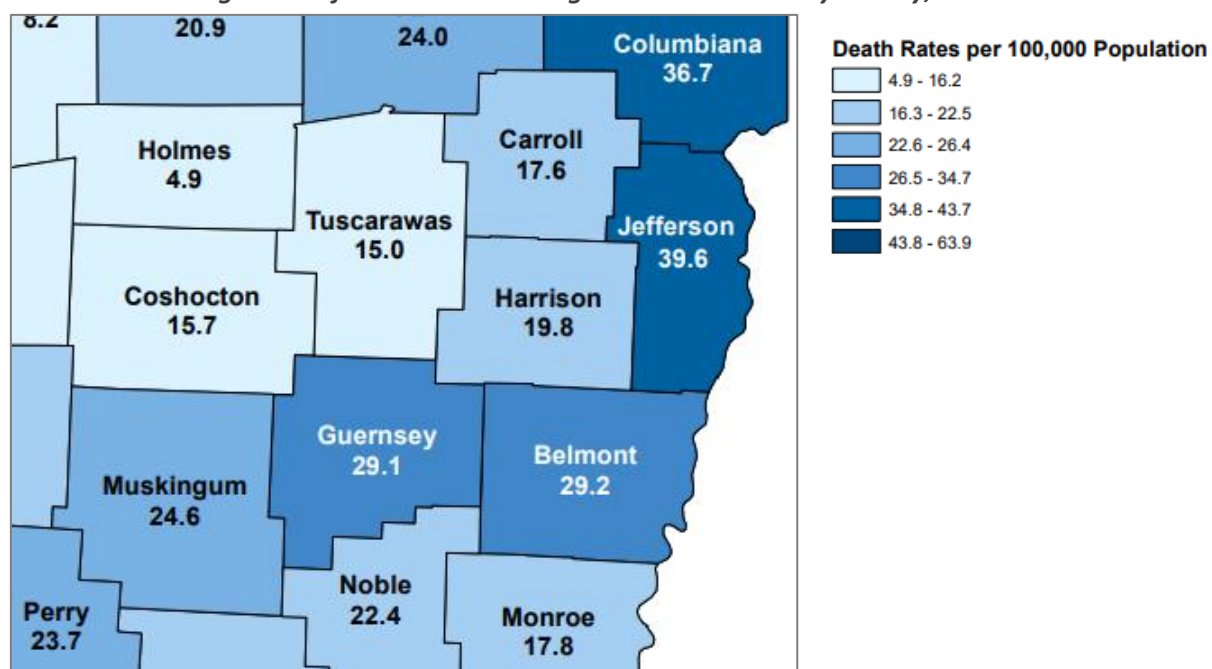 8.2
20.9
24.0
Columbiana
36.7
Holmes
4.9
Carroll
17.6
Tuscarawas
15.0
Jefferson
39.6
Coshocton
15.7
Harrison
19.8
Guernsey
29.1
Belmont
29.2
Muskingum
24.6
Noble
22.4
Perry
23.7
Monroe
17.8
Death Rates per 100,000 Population
4.9 - 16.2
16.3 - 22.5
22.6 - 26.4
26.5 - 34.7
34.8 - 43.7
43.8 - 63.9